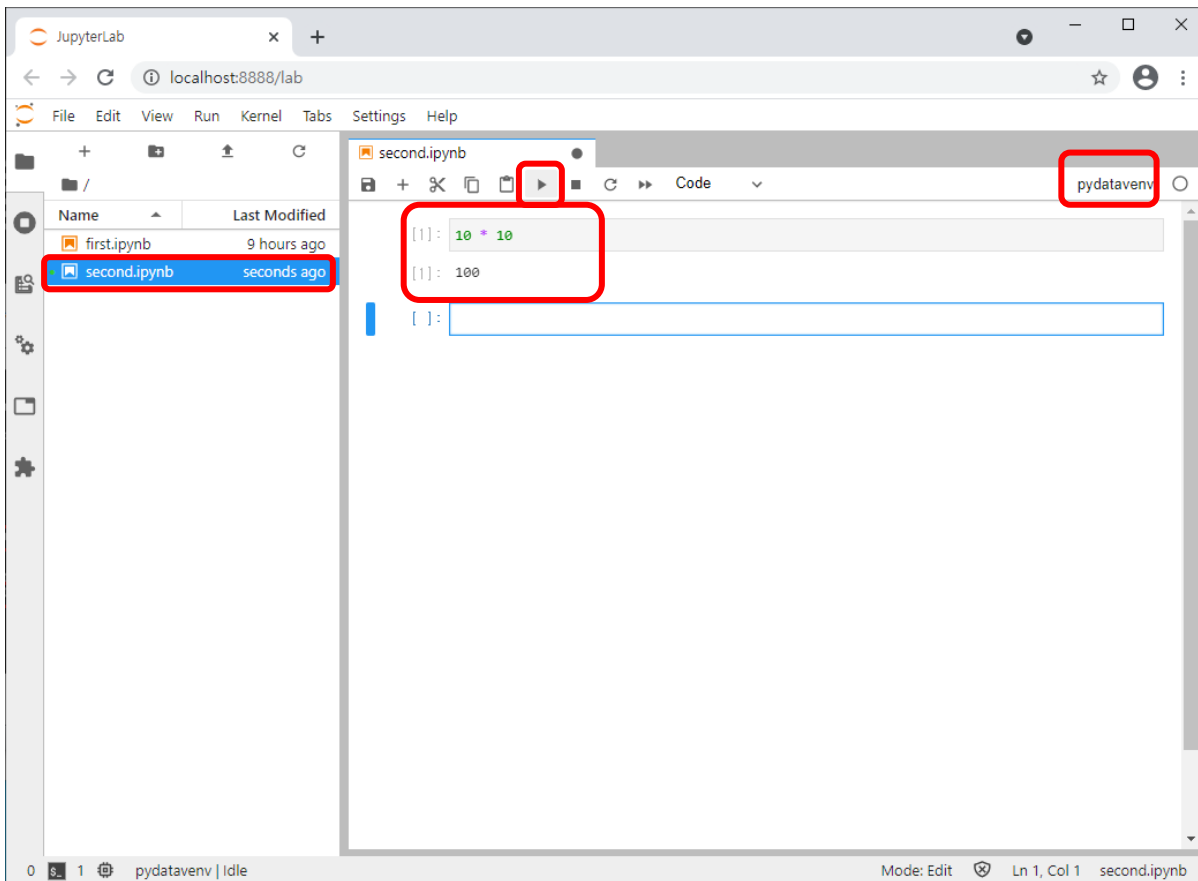 JupyterLab
localhost:8888/lab
File Edit View Run Kernel Tabs Settings Help
second.ipynb
/
Code
pydatavenv
Name Last Modified
first.ipynb 9 hours ago
second.ipynb seconds ago
[1]: 10 * 10
[1]: 100
[ ]:
0 $_ 1 pydatavenv | Idle Mode: Edit Ln 1, Col 1 second.ipynb